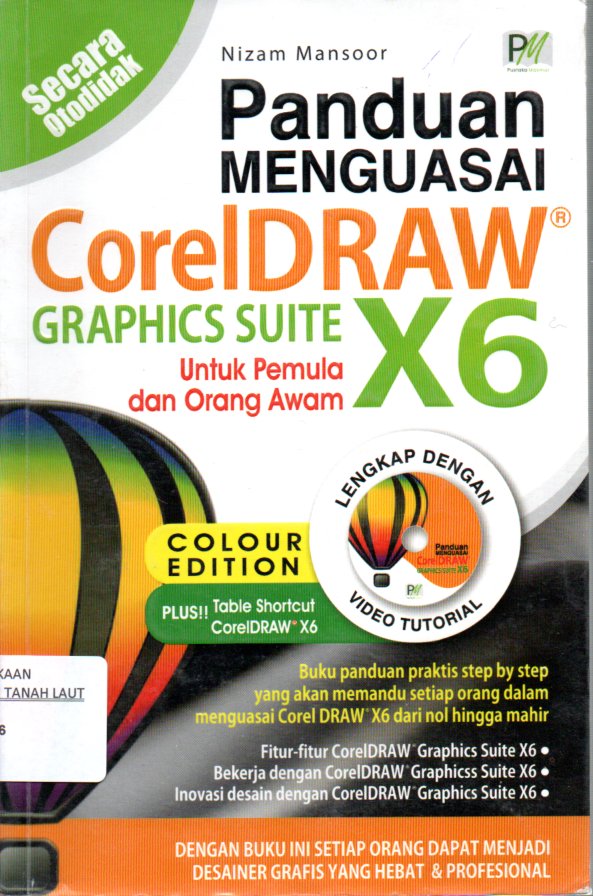 Secara
Otodidak
Nizam Mansoor
PM
Pustaka Makmur
Panduan
MENGUASAI
CorelDRAW®
GRAPHICS SUITE X6
Untuk Pemula
dan Orang Awam
LENGKAP DENGAN
Panduan
MENGUASAI
CorelDRAW
GRAPHICS SUITE X6
PM
VIDEO TUTORIAL
COLOUR
EDITION
PLUS!! Table Shortcut
CorelDRAW® X6
KAAN
TANAH LAUT
6
Buku panduan praktis step by step
yang akan memandu setiap orang dalam
menguasai Corel DRAW® X6 dari nol hingga mahir
Fitur-fitur CorelDRAW® Graphics Suite X6 •
Bekerja dengan CorelDRAW® Graphicss Suite X6 •
Inovasi desain dengan CorelDRAW® Graphics Suite X6 •
DENGAN BUKU INI SETIAP ORANG DAPAT MENJADI
DESAINER GRAFIS YANG HEBAT & PROFESIONAL